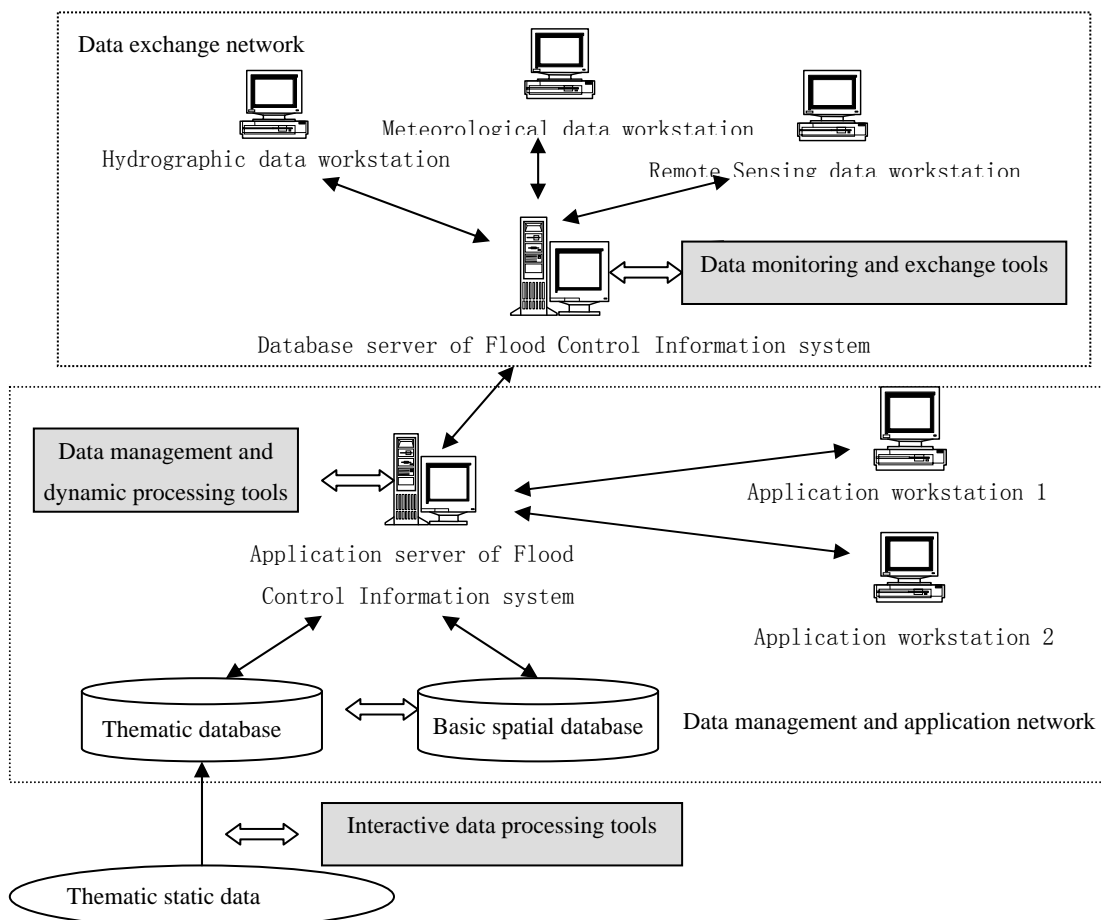 Data exchange network
Meteorological data workstation
Hydrographic data workstation
Remote Sensing data workstation
Data monitoring and exchange tools
Database server of Flood Control Information system
Data management and
dynamic processing tools
Application workstation 1
Application server of Flood
Control Information system
Application workstation 2
Thematic database
Basic spatial database
Data management and application network
Interactive data processing tools
Thematic static data